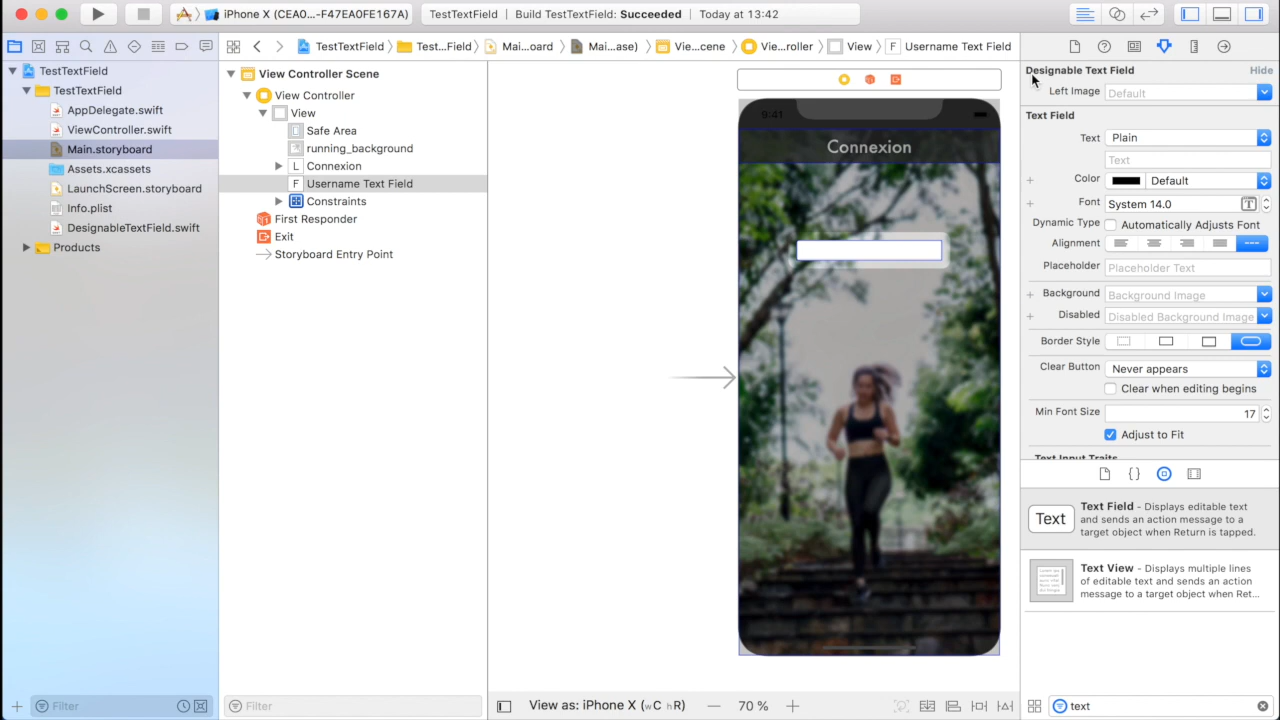 iPhone X (CEA0...-F47EA0FE167A)
TestTextField | Build TestTextField: Succeeded | Today at 13:42
TestTextField
Test...Field
Mai...oard
Mai...ase)
Vie...cene
Vie...roller
View
F Username Text Field
TestTextField
TestTextField
AppDelegate.swift
ViewController.swift
Main.storyboard
Assets.xcassets
LaunchScreen.storyboard
Info.plist
DesignableTextField.swift
Products
Filter
View Controller Scene
View Controller
View
Safe Area
running_background
L Connexion
F Username Text Field
Constraints
First Responder
Exit
Storyboard Entry Point
Filter
9:41
Connexion
View as: iPhone X (wC hR)
70 %
Designable Text Field Hide
Left Image Default
Text Field
Text Plain
Text
Color Default
Font System 14.0 T
Dynamic Type Automatically Adjusts Font
Alignment
Placeholder Placeholder Text
Background Background Image
Disabled Disabled Background Image
Border Style
Clear Button Never appears
Clear when editing begins
Min Font Size 17
Adjust to Fit
Text Input Traits
{ }
Text
Text Field - Displays editable text
and sends an action message to a
target object when Return is tapped.
Text View - Displays multiple lines
of editable text and sends an action
message to a target object when Ret...
text